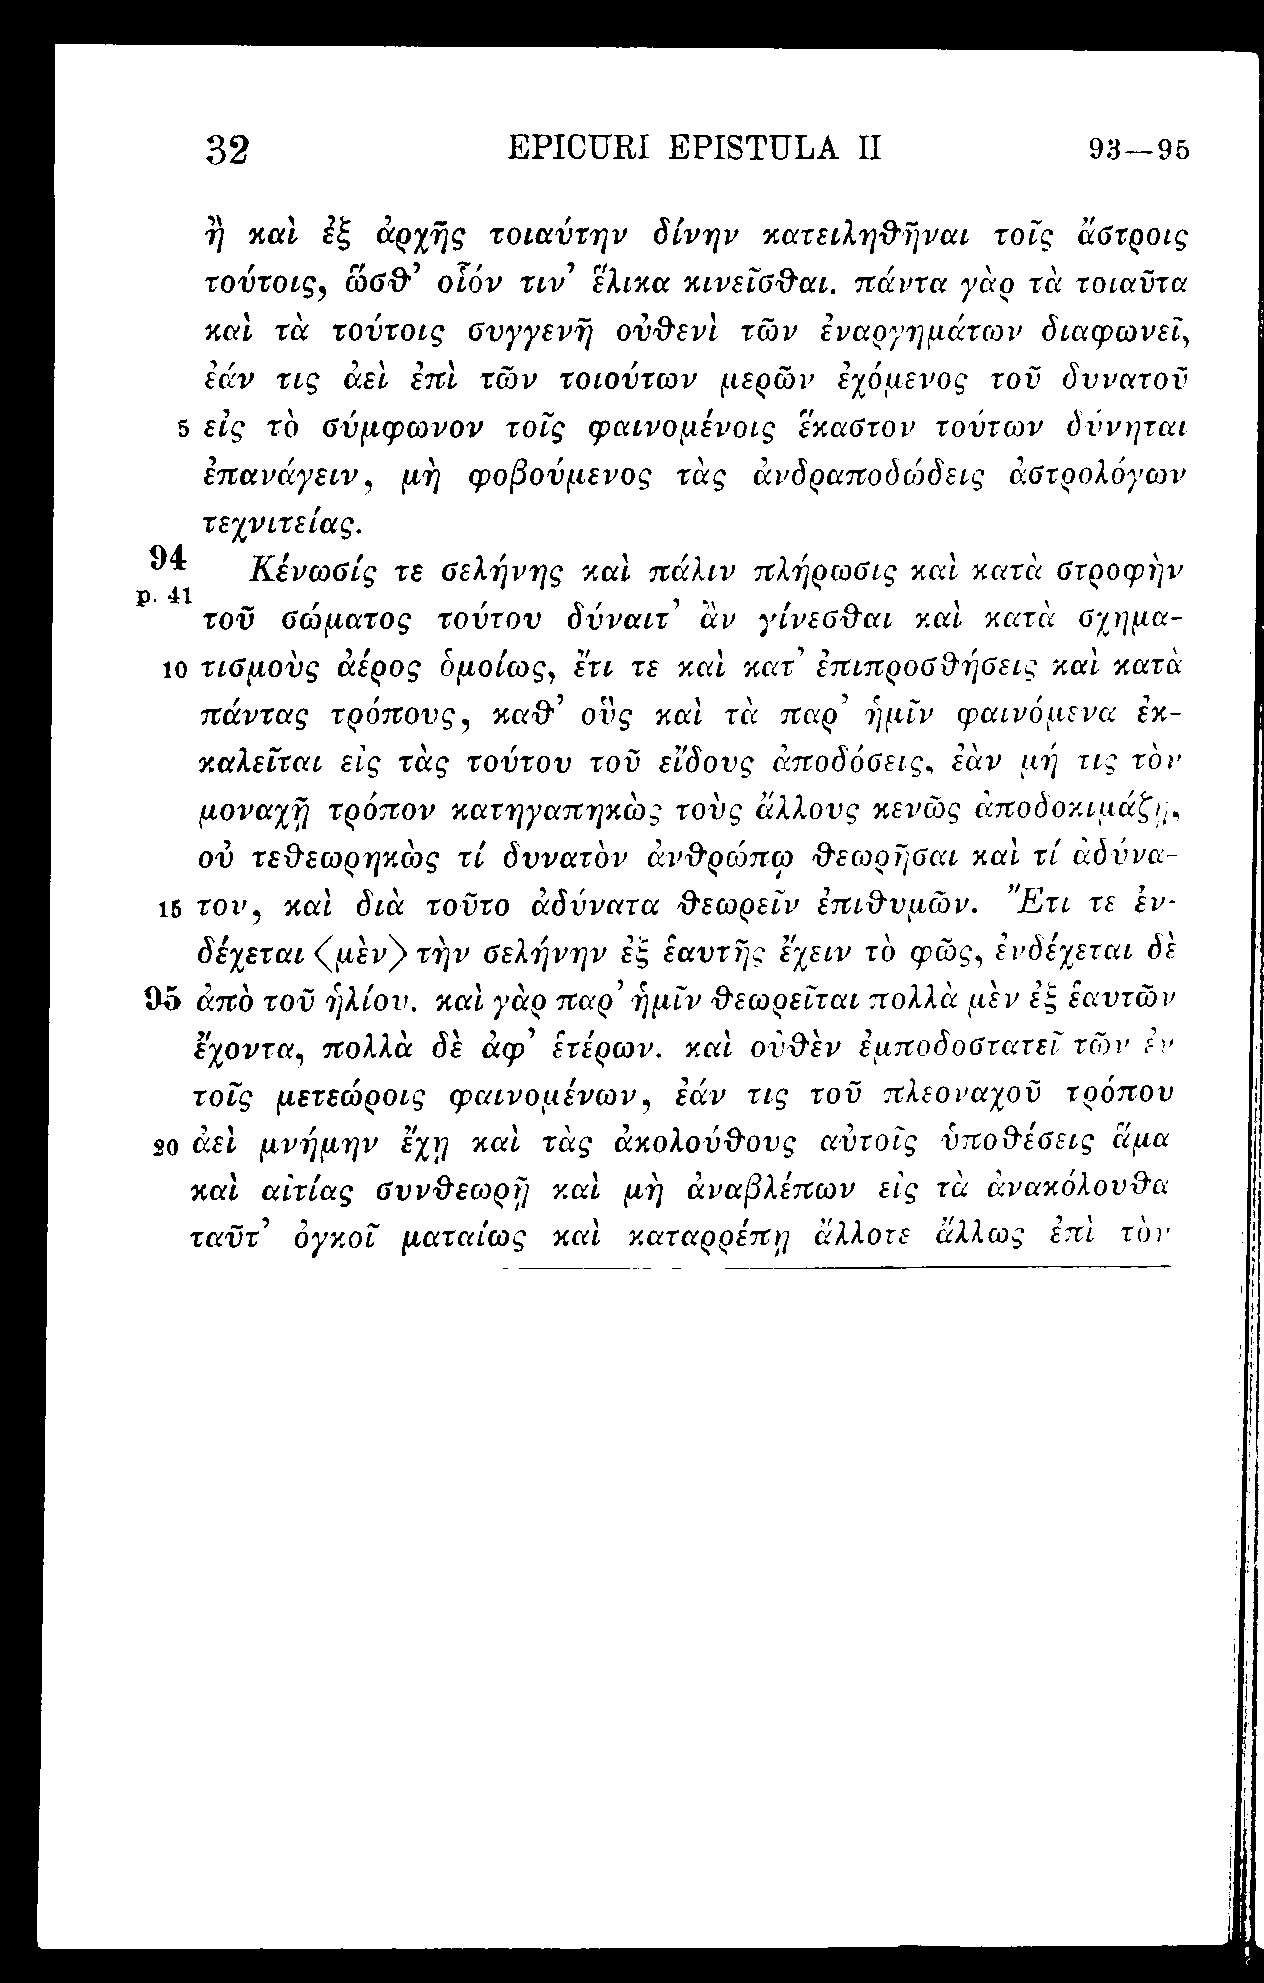 32 EPICURI EPISTULA II 93—95
ἢ καὶ ἐξ ἀρχῆς τοιαύτην δίνην κατειληϑῆναι τοῖς ἄστροις
τούτοις, ὥσϑ’ οἷόν τιν’ ἕλικα κινεῖσϑαι. πάντα γὰρ τὰ τοιαῦτα
καὶ τὰ τούτοις συγγενῆ οὐϑενὶ τῶν ἐναργημάτων διαφωνεῖ,
ἐάν τις ἀεὶ ἐπὶ τῶν τοιούτων μερῶν ἐχόμενος τοῦ δυνατοῦ
5 εἰς τὸ σύμφωνον τοῖς φαινομένοις ἕκαστον τούτων δύνηται
ἐπανάγειν, μὴ φοβούμενος τὰς ἀνδραποδώδεις ἀστρολόγων
τεχνιτείας.
94 Κένωσίς τε σελήνης καὶ πάλιν πλήρωσις καὶ κατὰ στροφὴν
p. 41 τοῦ σώματος τούτου δύναιτ’ ἂν γίνεσϑαι καὶ κατὰ σχημα-
10 τισμοὺς ἀέρος ὁμοίως, ἔτι τε καὶ κατ’ ἐπιπροσϑήσεις καὶ κατὰ
πάντας τρόπους, καϑ’ οὓς καὶ τὰ παρ’ ἡμῖν φαινόμενα ἐκ-
καλεῖται εἰς τὰς τούτου τοῦ εἴδους ἀποδόσεις, ἐὰν μή τις τὸν
μοναχῇ τρόπον κατηγαπηκὼς τοὺς ἄλλους κενῶς ἀποδοκιμάζῃ,
οὐ τεϑεωρηκὼς τί δυνατὸν ἀνϑρώπῳ ϑεωρῆσαι καὶ τί ἀδύνα-
15 τον, καὶ διὰ τοῦτο ἀδύνατα ϑεωρεῖν ἐπιϑυμῶν. Ἔτι τε ἐν-
δέχεται ⟨μὲν⟩ τὴν σελήνην ἐξ ἑαυτῆς ἔχειν τὸ φῶς, ἐνδέχεται δὲ
95 ἀπὸ τοῦ ἡλίου. καὶ γὰρ παρ’ ἡμῖν ϑεωρεῖται πολλὰ μὲν ἐξ ἑαυτῶν
ἔχοντα, πολλὰ δὲ ἀφ’ ἑτέρων. καὶ οὐϑὲν ἐμποδοστατεῖ τῶν ἐν
τοῖς μετεώροις φαινομένων, ἐάν τις τοῦ πλεοναχοῦ τρόπου
20 ἀεὶ μνήμην ἔχῃ καὶ τὰς ἀκολούϑους αὐτοῖς ὑποϑέσεις ἅμα
καὶ αἰτίας συνϑεωρῇ καὶ μὴ ἀναβλέπων εἰς τὰ ἀνακόλουϑα
ταῦτ’ ὀγκοῖ ματαίως καὶ καταρρέπῃ ἄλλοτε ἄλλως ἐπὶ τὸν